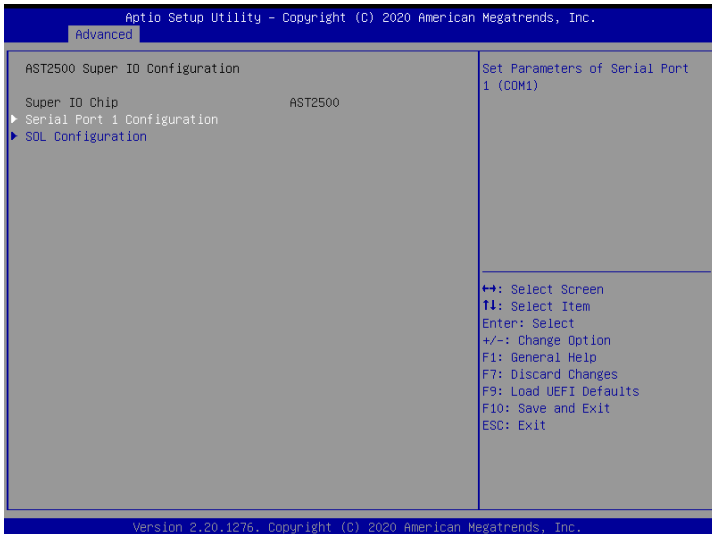 Aptio Setup Utility – Copyright (C) 2020 American Megatrends, Inc.
Advanced
AST2500 Super IO Configuration
Super IO Chip AST2500
Serial Port 1 Configuration
SOL Configuration
Set Parameters of Serial Port
1 (COM1)
↔: Select Screen
↑↓: Select Item
Enter: Select
+/-: Change Option
F1: General Help
F7: Discard Changes
F9: Load UEFI Defaults
F10: Save and Exit
ESC: Exit
Version 2.20.1276. Copyright (C) 2020 American Megatrends, Inc.